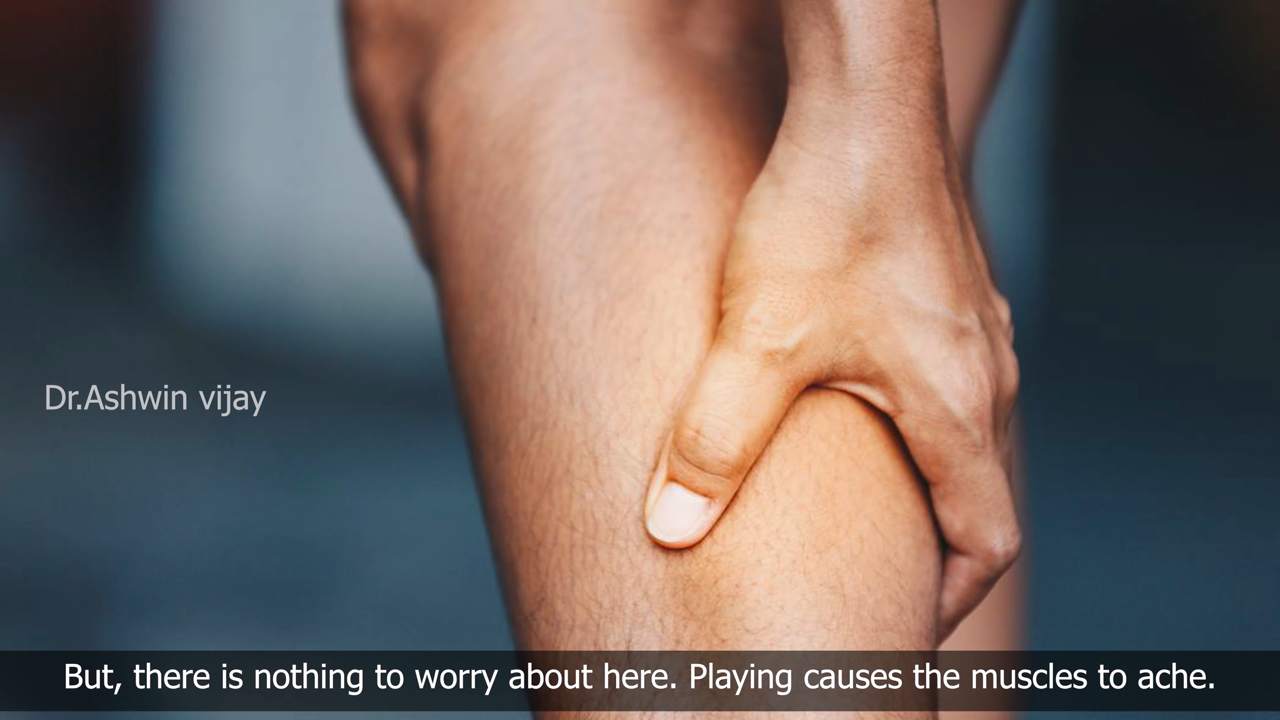 Dr.Ashwin vijay
But, there is nothing to worry about here. Playing causes the muscles to ache.